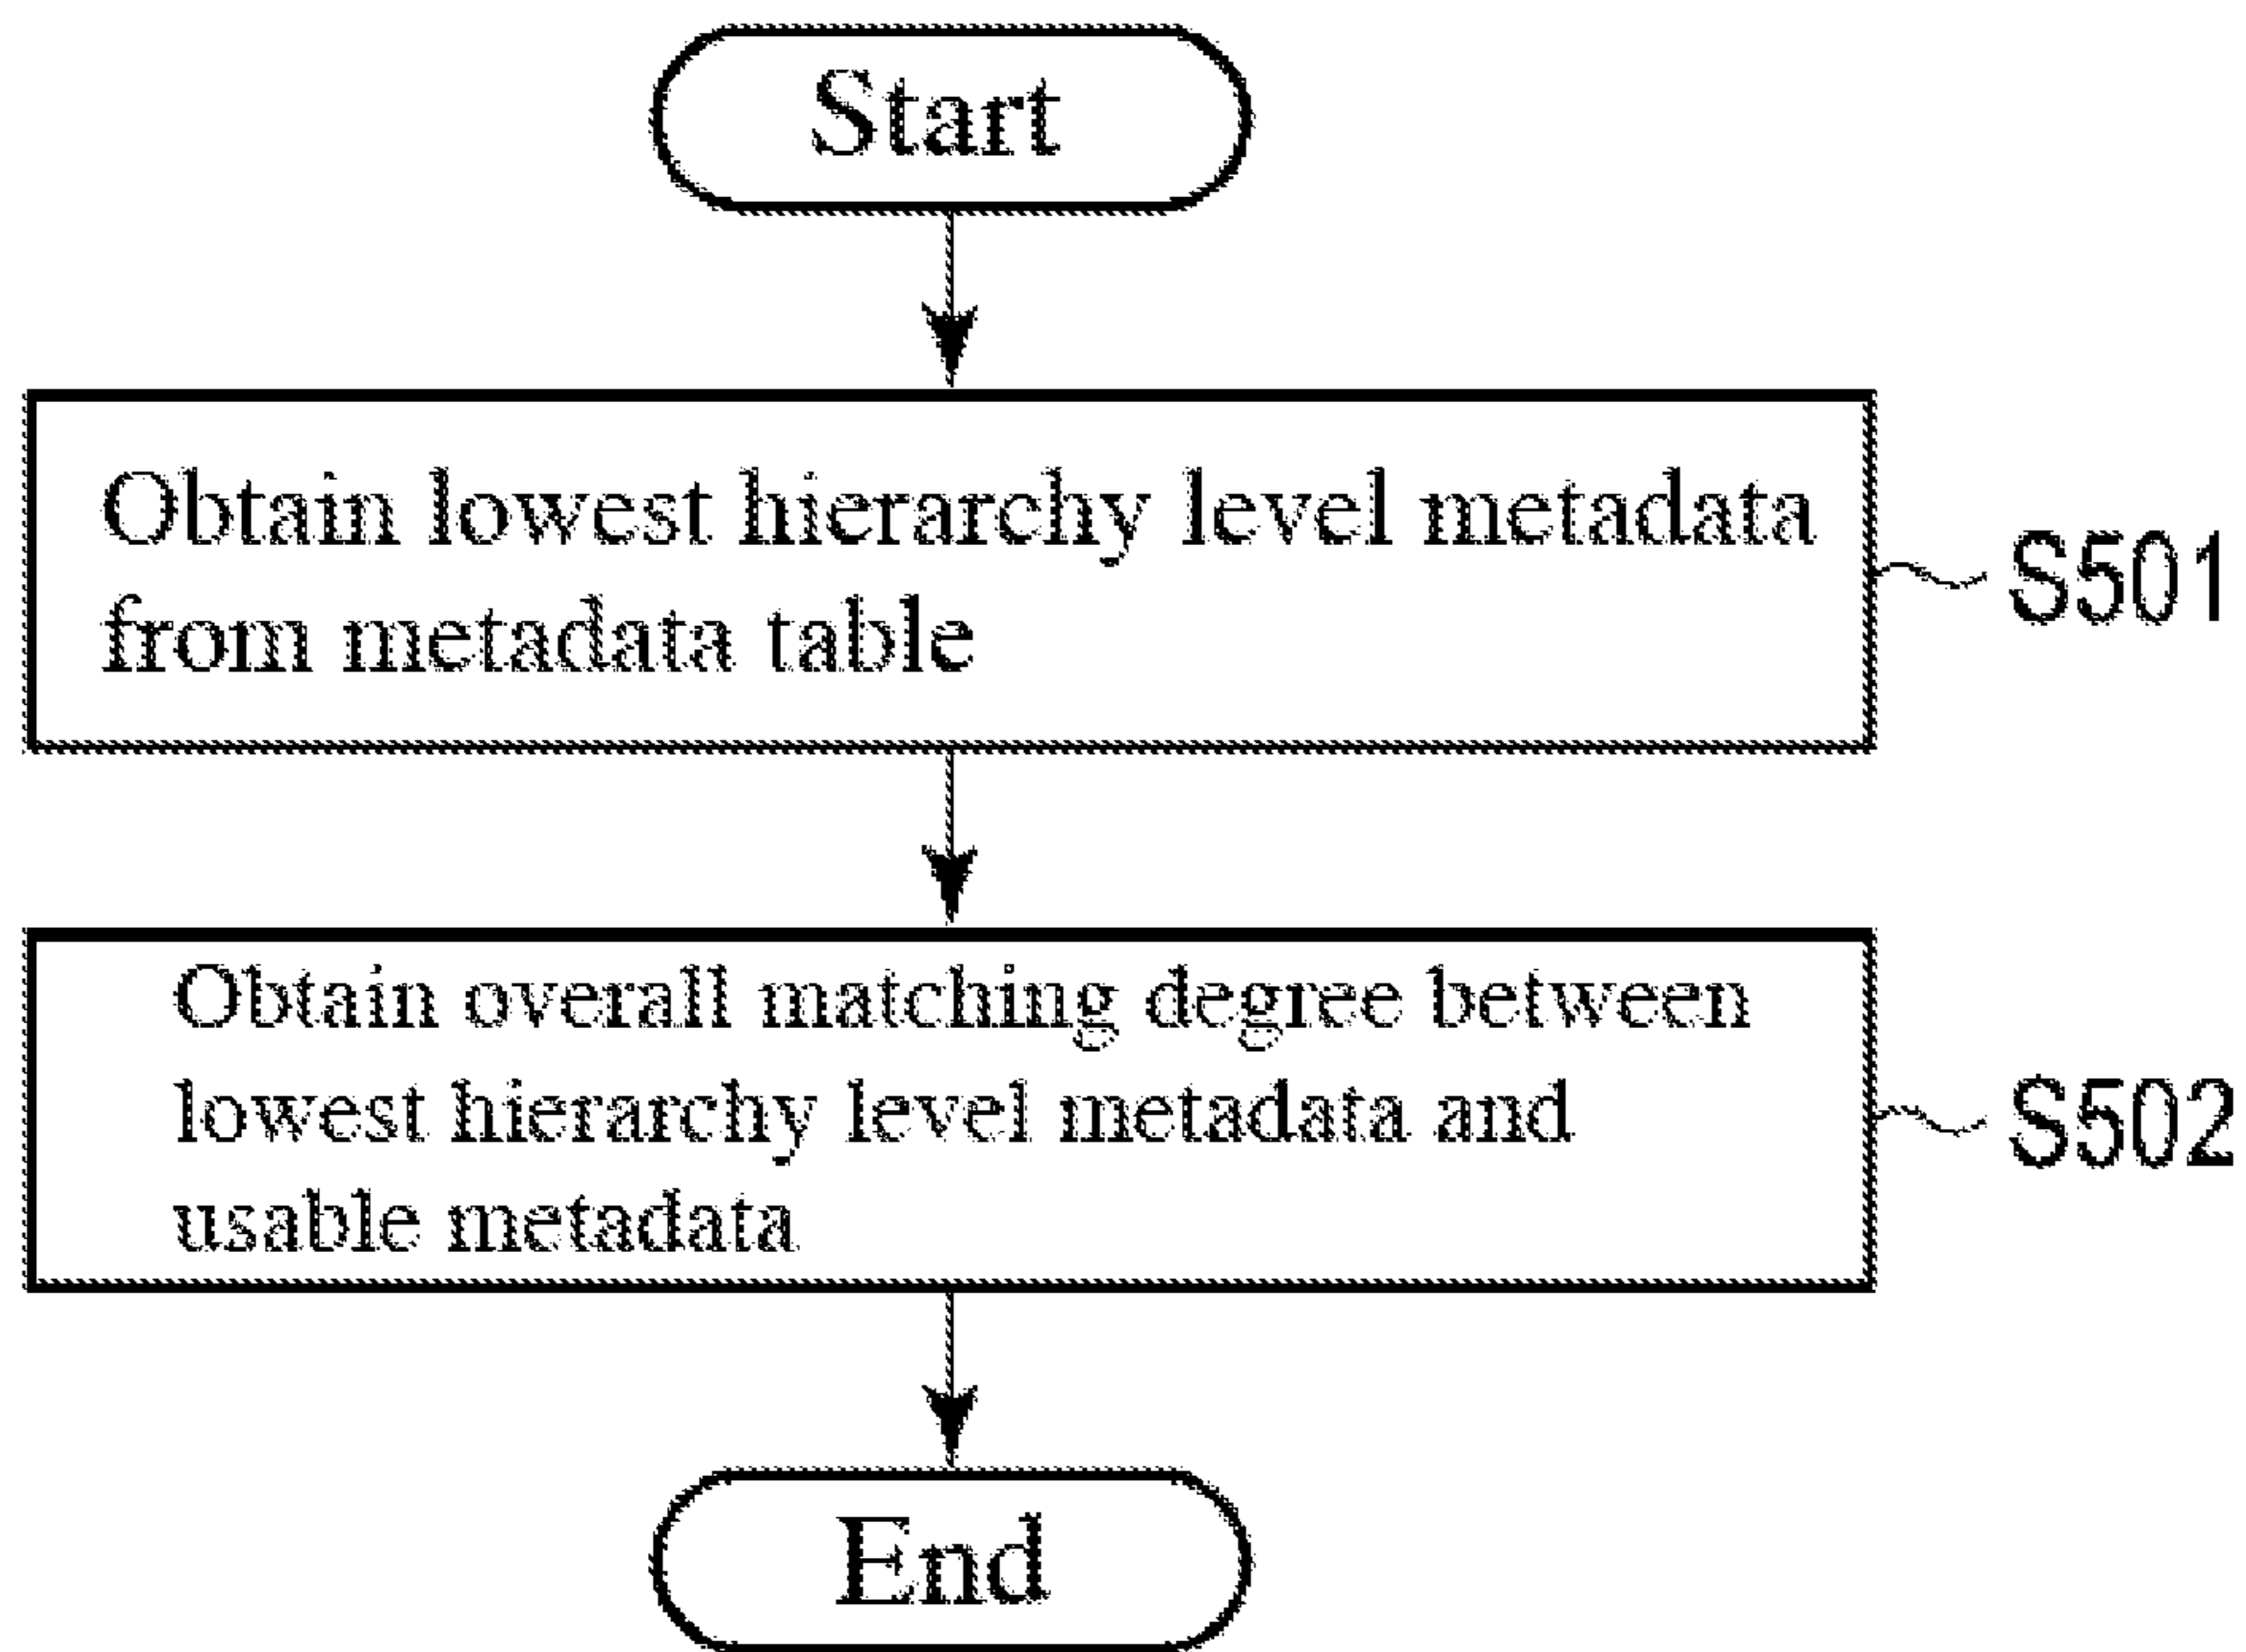 Start
Obtain lowest hierarchy level metadata
from metadata table
S501
Obtain overall matching degree between
lowest hierarchy level metadata and
usable metadata
S502
End